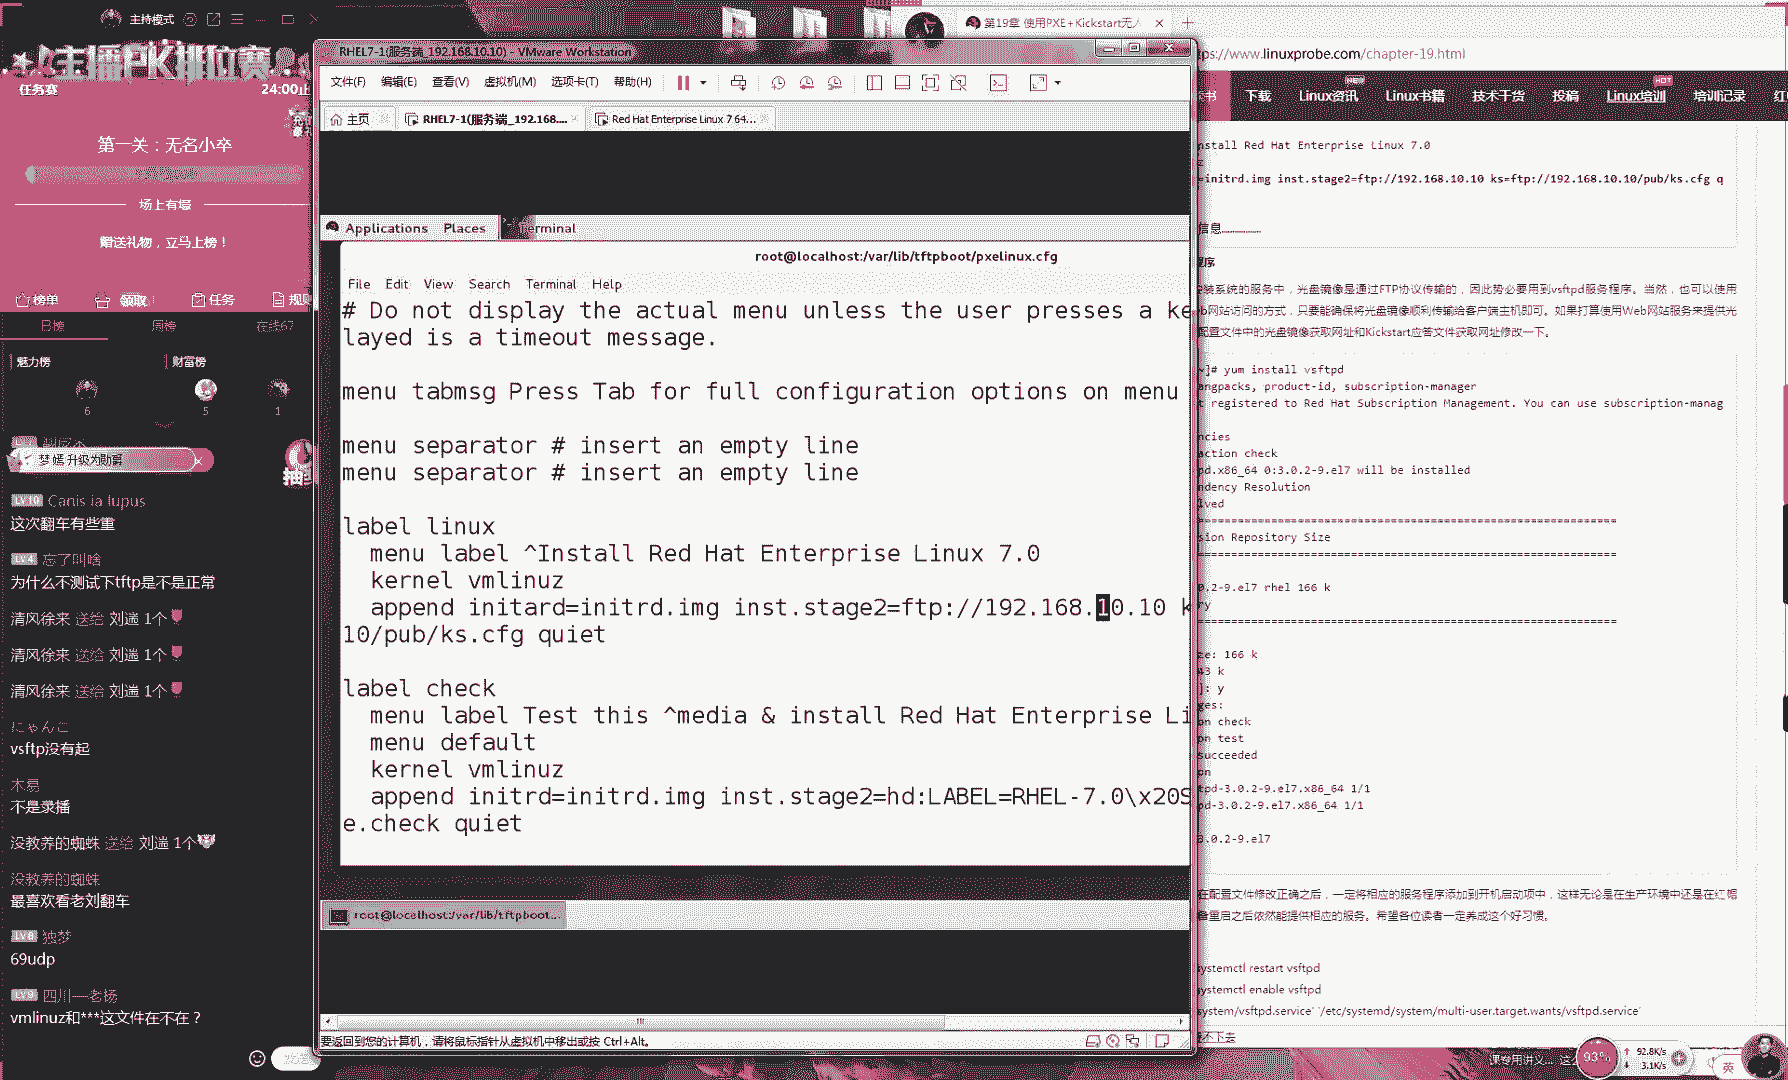 主持模式
主播PK排位赛
任务赛
24:00止
第一关：无名小卒
场上有谁
赠送礼物，立马上榜！
榜单
领取
任务
规则
日榜
周榜
在线67
魅力榜
财富榜
6
5
1
升级为勋爵
LV10 Canis la lupus
这次翻车有些重
LV4 忘了叫啥
为什么不测试下tftp是不是正常
清风徐来 送给 刘遄 1个
清风徐来 送给 刘遄 1个
清风徐来 送给 刘遄 1个
にゃんこ
vsftp没有起
木易
不是录播
没教养的蜘蛛 送给 刘遄 1个
没教养的蜘蛛
最喜欢看老刘翻车
独梦
69udp
LV9 四川—老杨
vmlinuz和***这文件在不在？
RHEL7-1(服务端_192.168.10.10) - VMware Workstation
文件(F) 编辑(E) 查看(V) 虚拟机(M) 选项卡(T) 帮助(H)
主页
RHEL7-1(服务端_192.168....
Red Hat Enterprise Linux 7 64...
Applications Places Terminal
root@localhost:/var/lib/tftpboot/pxelinux.cfg
File Edit View Search Terminal Help
# Do not display the actual menu unless the user presses a ke
layed is a timeout message.
menu tabmsg Press Tab for full configuration options on menu
menu separator # insert an empty line
menu separator # insert an empty line
label linux
menu label ^Install Red Hat Enterprise Linux 7.0
kernel vmlinuz
append initard=initrd.img inst.stage2=ftp://192.168.10.10 k
10/pub/ks.cfg quiet
label check
menu label Test this ^media & install Red Hat Enterprise Li
menu default
kernel vmlinuz
append initrd=initrd.img inst.stage2=hd:LABEL=RHEL-7.0\x20S
e.check quiet
root@localhost:/var/lib/tftpboot...
要返回到您的计算机，请将鼠标指针从虚拟机中移出或按 Ctrl+Alt。
第19章 使用PXE+Kickstart无人
ps://www.linuxprobe.com/chapter-19.html
书
下载
Linux资讯
NEW
Linux书籍
技术干货
投稿
Linux培训
HOT
培训记录
红
nstall Red Hat Enterprise Linux 7.0
=initrd.img inst.stage2=ftp://192.168.10.10 ks=ftp://192.168.10.10/pub/ks.cfg q
信息……………
程序
装系统的服务中，光盘镜像是通过FTP协议传输的，因此势必要用到vsftpd服务程序。当然，也可以使用
b网站访问的方式，只要能确保将光盘镜像顺利传输给客户端主机即可。如果打算使用Web网站服务来提供光
配置文件中的光盘镜像获取网址和Kickstart应答文件获取网址修改一下。
~]# yum install vsftpd
angpacks, product-id, subscription-manager
t registered to Red Hat Subscription Management. You can use subscription-manag
ncies
action check
pd.x86_64 0:3.0.2-9.el7 will be installed
ndency Resolution
lved
sion Repository Size
0.2-9.el7 rhel 166 k
ry
ze: 166 k
43 k
]: y
ges:
on check
on test
succeeded
on
tpd-3.0.2-9.el7.x86_64 1/1
pd-3.0.2-9.el7.x86_64 1/1
3.0.2-9.el7
在配置文件修改正确之后，一定将相应的服务程序添加到开机启动项中，这样无论是在生产环境中还是在红帽
备重启之后依然能提供相应的服务。希望各位读者一定养成这个好习惯。
systemctl restart vsftpd
systemctl enable vsftpd
system/vsftpd.service' '/etc/systemd/system/multi-user.target.wants/vsftpd.service'
不下去
93%
92.8K/s
3.1K/s
英